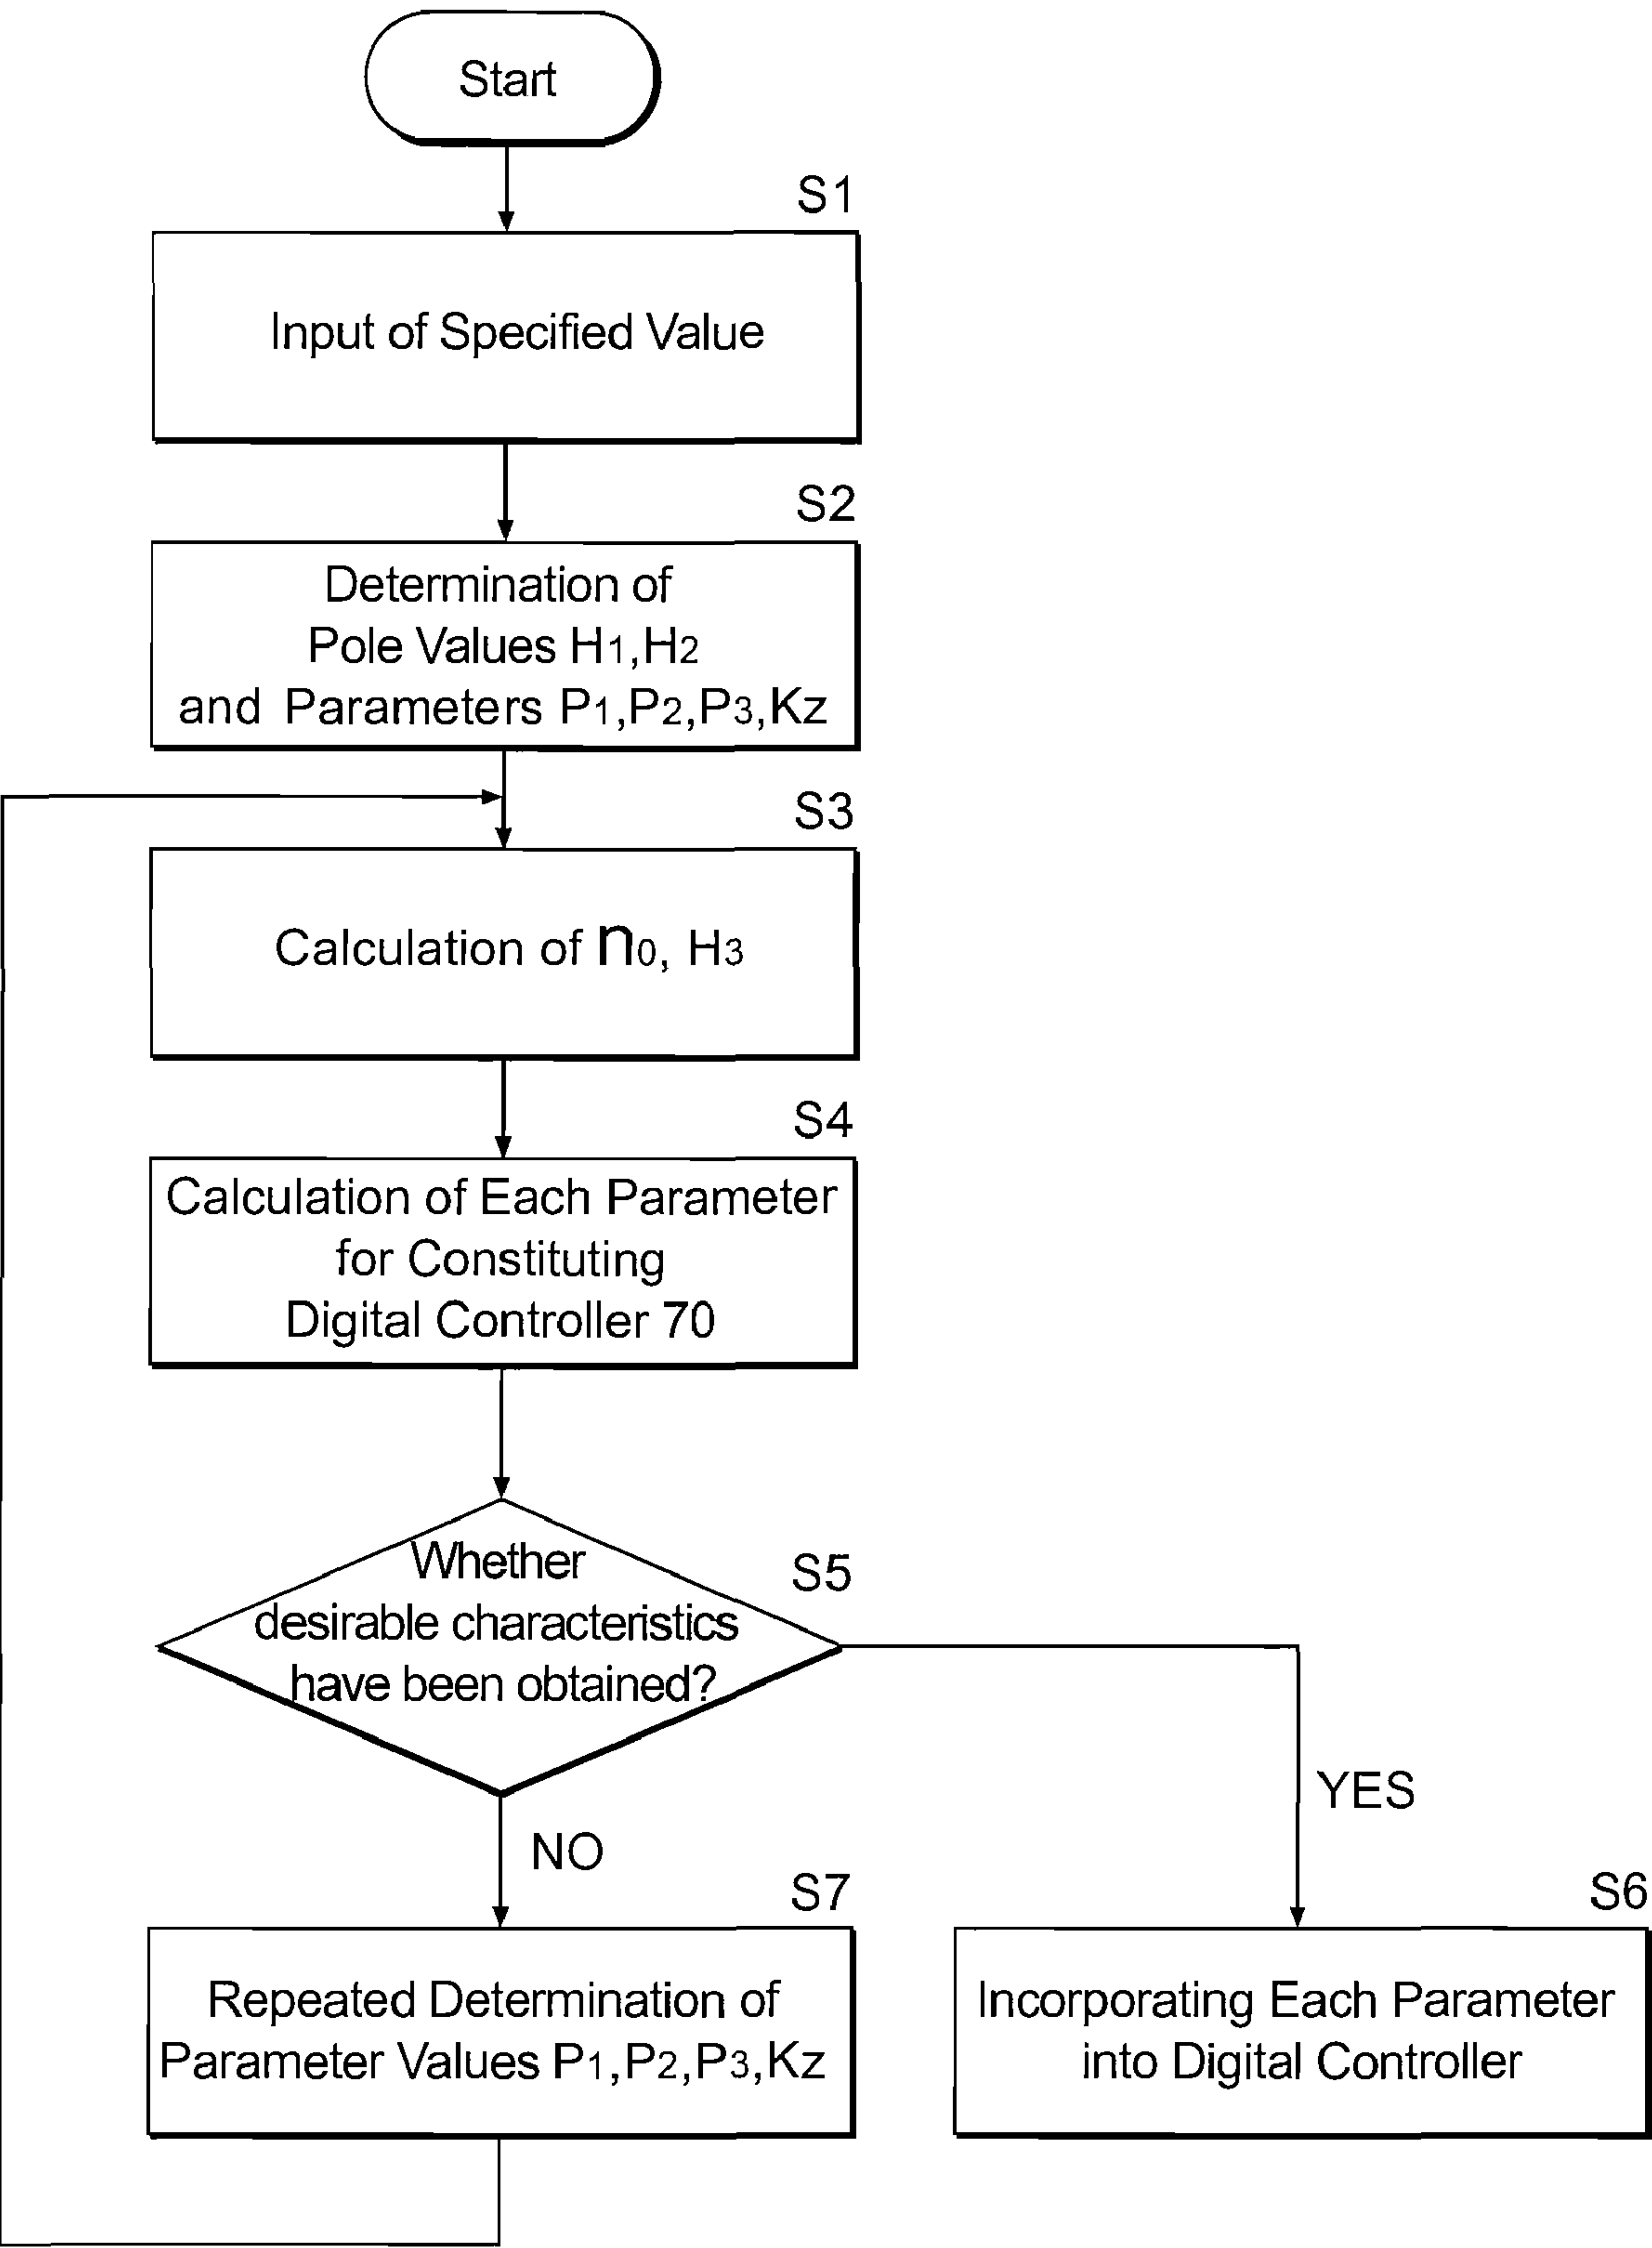 Start
S1
Input of Specified Value
S2
Determination of
Pole Values H1,H2
and Parameters P1,P2,P3,Kz
S3
Calculation of n0, H3
S4
Calculation of Each Parameter
for Constituting
Digital Controller 70
S5
Whether
desirable characteristics
have been obtained?
YES
NO
S7
Repeated Determination of
Parameter Values P1,P2,P3,Kz
S6
Incorporating Each Parameter
into Digital Controller